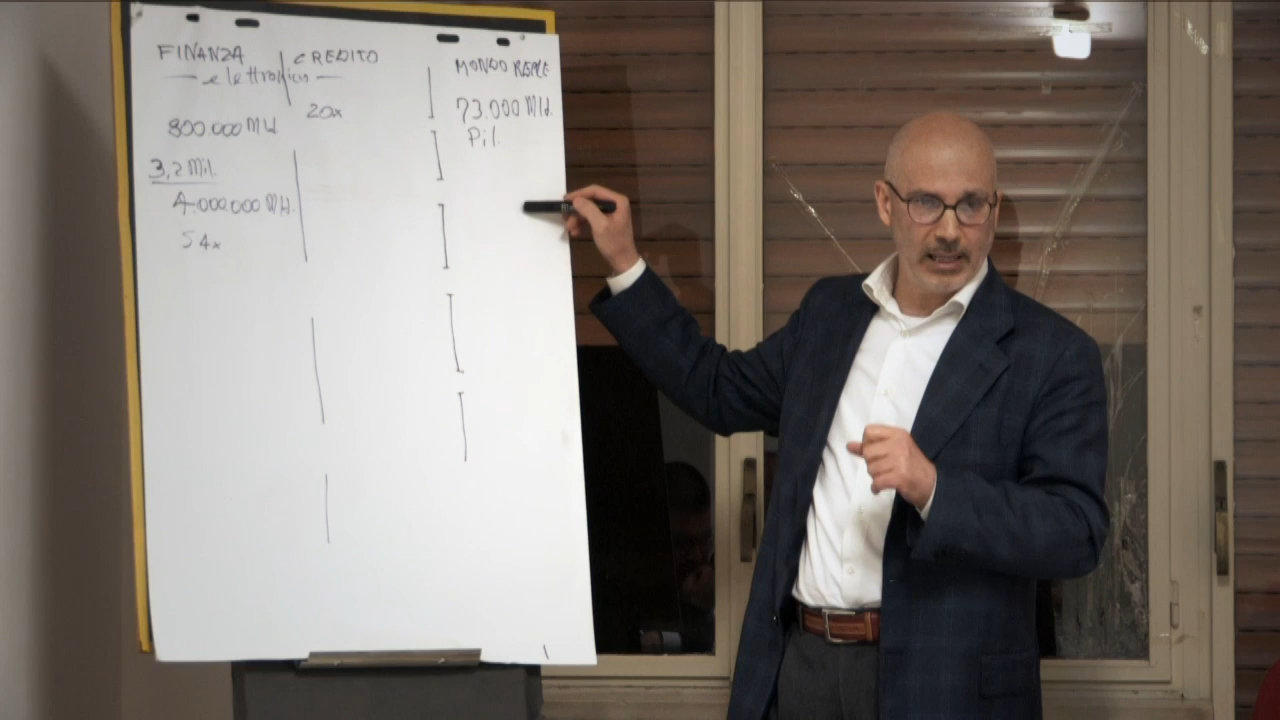 FINANZA
CREDITO
MONDO REALE
elettronica
20x
73.000 Mld.
Pil.
800.000 Mld
3,2 Mil.
4.000.000 Mld.
54x